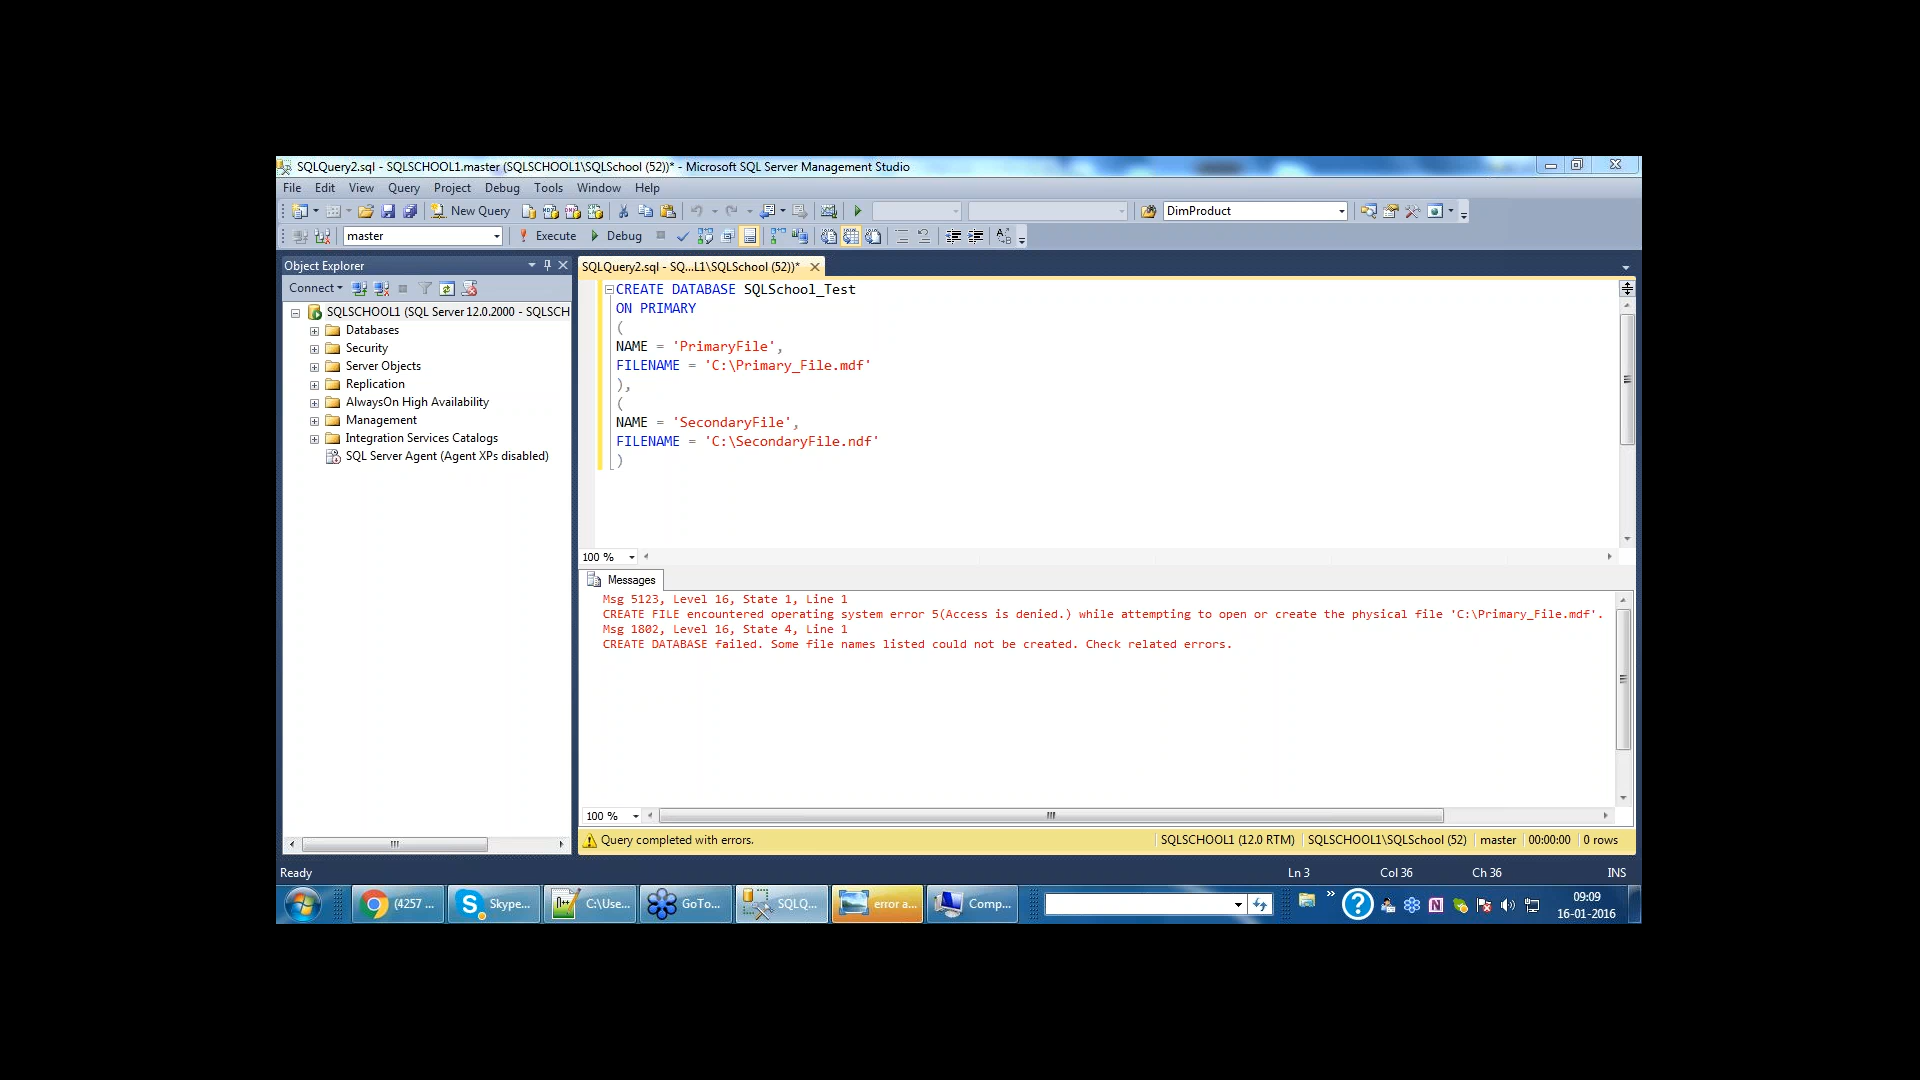 SQLQuery2.sql - SQLSCHOOL1.master (SQLSCHOOL1\SQLSchool (52))* - Microsoft SQL Server Management Studio
File Edit View Query Project Debug Tools Window Help
New Query DimProduct
master Execute Debug
Object Explorer
SQLQuery2.sql - SQ...L1\SQLSchool (52))*
Connect
SQLSCHOOL1 (SQL Server 12.0.2000 - SQLSCH
Databases
Security
Server Objects
Replication
AlwaysOn High Availability
Management
Integration Services Catalogs
SQL Server Agent (Agent XPs disabled)
CREATE DATABASE SQLSchool_Test
ON PRIMARY
(
NAME = 'PrimaryFile',
FILENAME = 'C:\Primary_File.mdf'
),
(
NAME = 'SecondaryFile',
FILENAME = 'C:\SecondaryFile.ndf'
)
100 %
Messages
Msg 5123, Level 16, State 1, Line 1
CREATE FILE encountered operating system error 5(Access is denied.) while attempting to open or create the physical file 'C:\Primary_File.mdf'.
Msg 1802, Level 16, State 4, Line 1
CREATE DATABASE failed. Some file names listed could not be created. Check related errors.
100 %
Query completed with errors. SQLSCHOOL1 (12.0 RTM) SQLSCHOOL1\SQLSchool (52) master 00:00:00 0 rows
Ready Ln 3 Col 36 Ch 36 INS
(4257 ... Skype... C:\Use... GoTo... SQLQ... error a... Comp... 09:09
16-01-2016